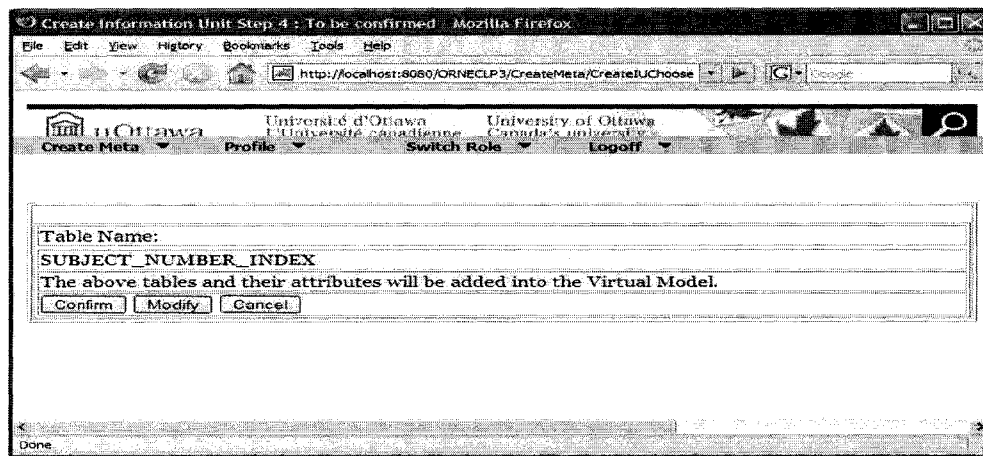 Create Information Unit Step 4 : To be confirmed Mozilla Firefox
File Edit View History Bookmarks Tools Help
http://localhost:8080/ORNECLP3/CreateMeta/CreateIUChoose
Google
uOttawa
Université d'Ottawa
University of Ottawa
L'Université canadienne
Canada's university
Create Meta Profile Switch Role Logoff
Table Name:
SUBJECT_NUMBER_INDEX
The above tables and their attributes will be added into the Virtual Model.
Confirm Modify Cancel
Done